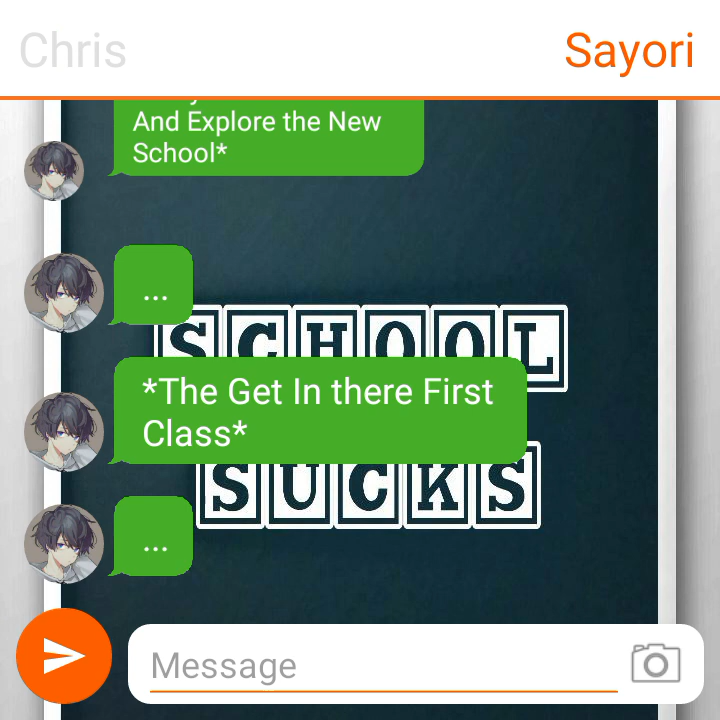 Chris
Sayori
And Explore the New
School*
...
SCHOOL
*The Get In there First
Class*
SUCKS
...
Message